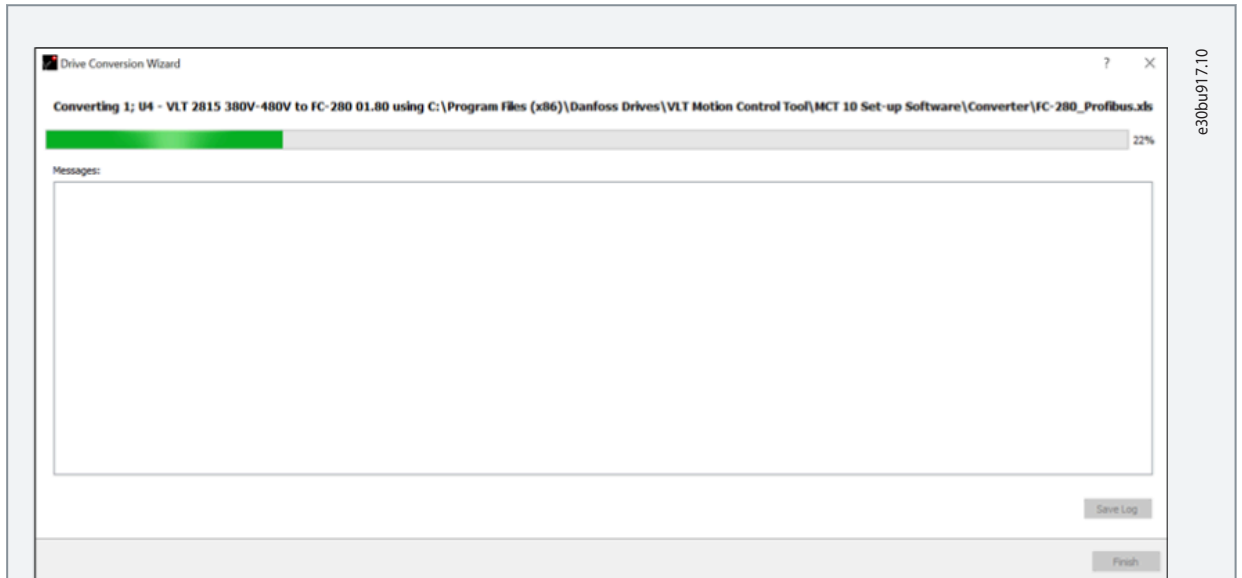 Drive Conversion Wizard
?
Converting 1; U4 - VLT 2815 380V-480V to FC-280 01.80 using C:\Program Files (x86)\Danfoss Drives\VLT Motion Control Tool\MCT 10 Set-up Software\Converter\FC-280_Profibus.xls
22%
Messages:
Save Log
Finish
e30bu917.10